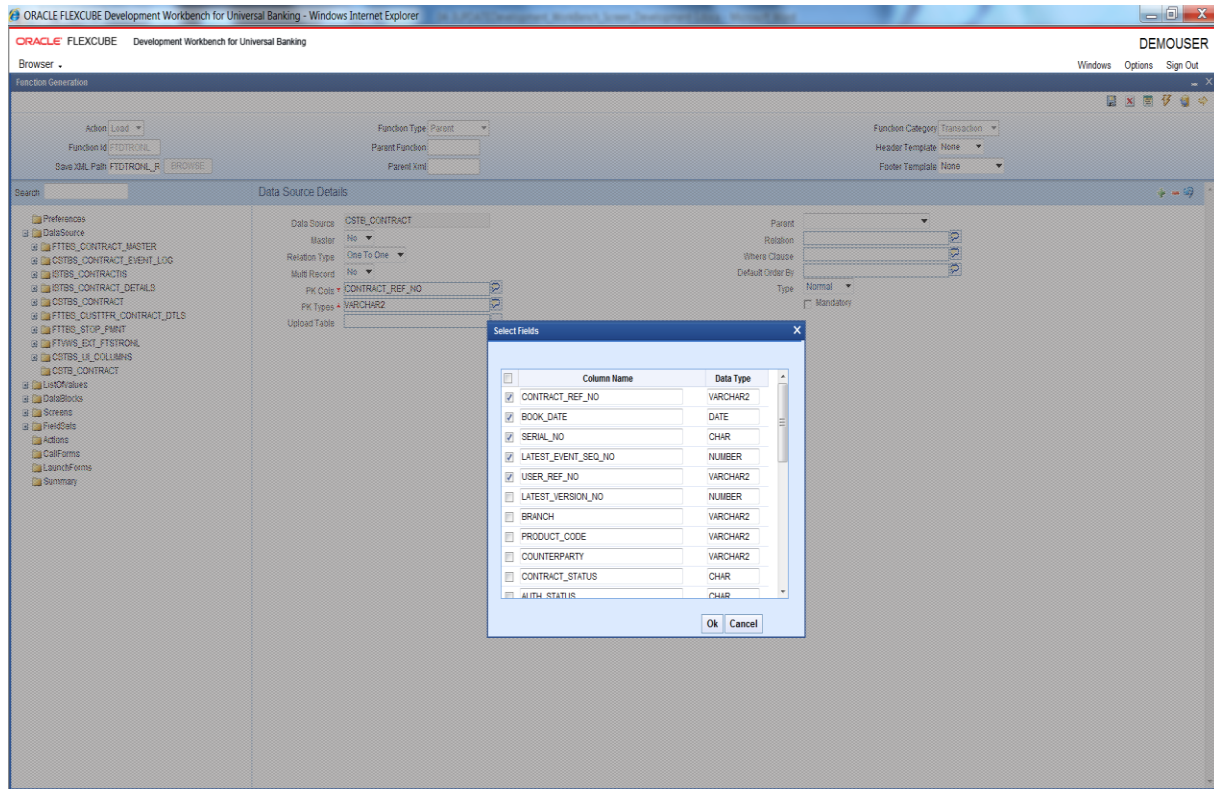 ORACLE FLEXCUBE Development Workbench for Universal Banking - Windows Internet Explorer
ORACLE FLEXCUBE Development Workbench for Universal Banking
DEMOUSER
Browser
Windows Options Sign Out
Function Generation
Action Load Function Type Parent Function Category Transaction
Function Id FTDTRONL Parent Function Header Template None
Save XML Path FTDTRONL_R BROWSE Parent Xml Footer Template None
Search
Data Source Details
Preferences
DataSource
FTTBS_CONTRACT_MASTER
CSTBS_CONTRACT_EVENT_LOG
ISTBS_CONTRACTIS
ISTBS_CONTRACT_DETAILS
CSTBS_CONTRACT
FTTBS_CUSTTFR_CONTRACT_DTLS
FTTBS_STOP_PMNT
FTVWS_EXT_FTSTRONL
CSTBS_UI_COLUMNS
CSTB_CONTRACT
ListOfValues
DataBlocks
Screens
FieldSets
Actions
CallForms
LaunchForms
Summary
Data Source CSTB_CONTRACT
Master No
Relation Type One To One
Multi Record No
PK Cols * CONTRACT_REF_NO
PK Types * VARCHAR2
Upload Table
Parent
Relation
Where Clause
Default Order By
Type Normal
Mandatory
Select Fields X
Column Name Data Type
CONTRACT_REF_NO VARCHAR2
BOOK_DATE DATE
SERIAL_NO CHAR
LATEST_EVENT_SEQ_NO NUMBER
USER_REF_NO VARCHAR2
LATEST_VERSION_NO NUMBER
BRANCH VARCHAR2
PRODUCT_CODE VARCHAR2
COUNTERPARTY VARCHAR2
CONTRACT_STATUS CHAR
AUTH_STATUS CHAR
Ok Cancel